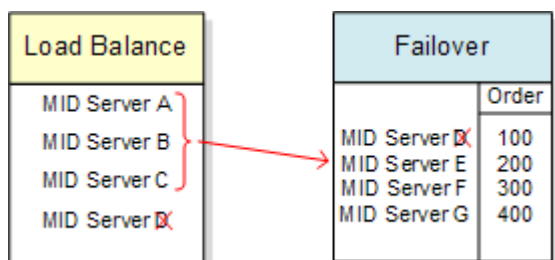 Load Balance
MID Server A
MID Server B
MID Server C
MID Server D
Failover
Order
MID Server D 100
MID Server E 200
MID Server F 300
MID Server G 400